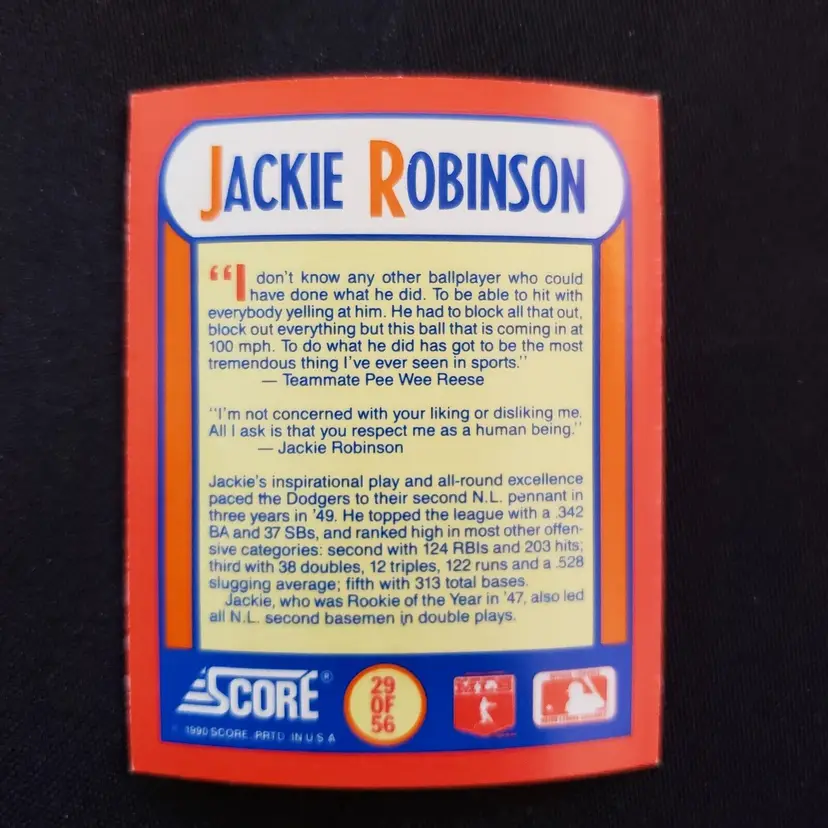 JACKIE ROBINSON
“I don't know any other ballplayer who could
have done what he did. To be able to hit with
everybody yelling at him. He had to block all that out,
block out everything but this ball that is coming in at
100 mph. To do what he did has got to be the most
tremendous thing I've ever seen in sports.”
— Teammate Pee Wee Reese
“I'm not concerned with your liking or disliking me.
All I ask is that you respect me as a human being.”
— Jackie Robinson
Jackie's inspirational play and all-round excellence
paced the Dodgers to their second N.L. pennant in
three years in '49. He topped the league with a .342
BA and 37 SBs, and ranked high in most other offen-
sive categories: second with 124 RBIs and 203 hits;
third with 38 doubles, 12 triples, 122 runs and a .528
slugging average; fifth with 313 total bases.
Jackie, who was Rookie of the Year in '47, also led
all N.L. second basemen in double plays.
SCORE®
© 1990 SCORE, PRTD. IN U S A
29
OF
56